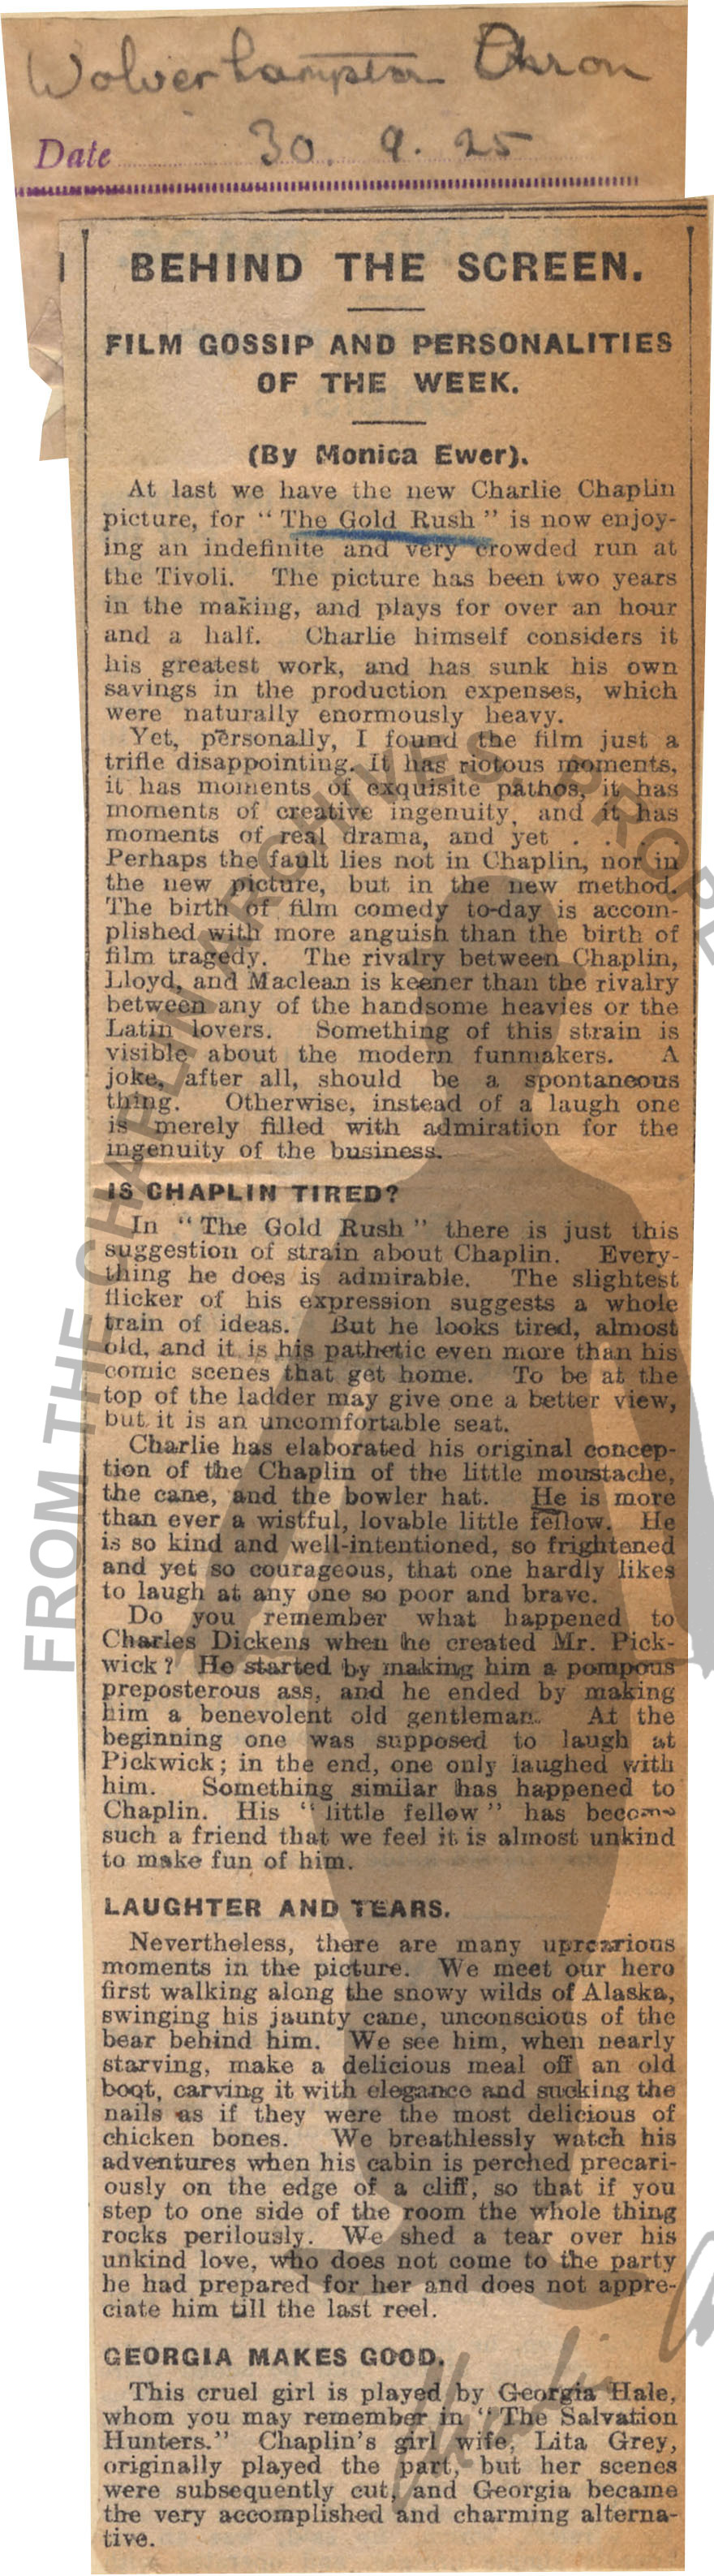 Wolverhampton Chron
Date 30. 9. 25
BEHIND THE SCREEN.
FILM GOSSIP AND PERSONALITIES
OF THE WEEK.
(By Monica Ewer).
At last we have the new Charlie Chaplin
picture, for “ The Gold Rush ” is now enjoy-
ing an indefinite and very crowded run at
the Tivoli. The picture has been two years
in the making, and plays for over an hour
and a half. Charlie himself considers it
his greatest work, and has sunk his own
savings in the production expenses, which
were naturally enormously heavy.
Yet, personally, I found the film just a
trifle disappointing. It has riotous moments,
it has moments of exquisite pathos, it has
moments of creative ingenuity, and it has
moments of real drama, and yet . . . .
Perhaps the fault lies not in Chaplin, nor in
the new picture, but in the new method.
The birth of film comedy to-day is accom-
plished with more anguish than the birth of
film tragedy. The rivalry between Chaplin,
Lloyd, and Maclean is keener than the rivalry
between any of the handsome heavies or the
Latin lovers. Something of this strain is
visible about the modern funmakers. A
joke, after all, should be a spontaneous
thing. Otherwise, instead of a laugh one
is merely filled with admiration for the
ingenuity of the business.
IS CHAPLIN TIRED?
In “ The Gold Rush ” there is just this
suggestion of strain about Chaplin. Every-
thing he does is admirable. The slightest
flicker of his expression suggests a whole
train of ideas. But he looks tired, almost
old, and it is his pathetic even more than his
comic scenes that get home. To be at the
top of the ladder may give one a better view,
but it is an uncomfortable seat.
Charlie has elaborated his original concep-
tion of the Chaplin of the little moustache,
the cane, and the bowler hat. He is more
than ever a wistful, lovable little fellow. He
is so kind and well-intentioned, so frightened
and yet so courageous, that one hardly likes
to laugh at any one so poor and brave.
Do you remember what happened to
Charles Dickens when he created Mr. Pick-
wick? He started by making him a pompous
preposterous ass, and he ended by making
him a benevolent old gentleman. At the
beginning one was supposed to laugh at
Pickwick; in the end, one only laughed with
him. Something similar has happened to
Chaplin. His “ little fellow ” has become
such a friend that we feel it is almost unkind
to make fun of him.
LAUGHTER AND TEARS.
Nevertheless, there are many uproarious
moments in the picture. We meet our hero
first walking along the snowy wilds of Alaska,
swinging his jaunty cane, unconscious of the
bear behind him. We see him, when nearly
starving, make a delicious meal off an old
boot, carving it with elegance and sucking the
nails as if they were the most delicious of
chicken bones. We breathlessly watch his
adventures when his cabin is perched precari-
ously on the edge of a cliff, so that if you
step to one side of the room the whole thing
rocks perilously. We shed a tear over his
unkind love, who does not come to the party
he had prepared for her and does not appre-
ciate him till the last reel.
GEORGIA MAKES GOOD.
This cruel girl is played by Georgia Hale,
whom you may remember in “ The Salvation
Hunters.” Chaplin's girl wife, Lita Grey,
originally played the part, but her scenes
were subsequently cut, and Georgia became
the very accomplished and charming alterna-
tive.
FROM THE CHAPLIN ARCHIVES PROPE
Charlie